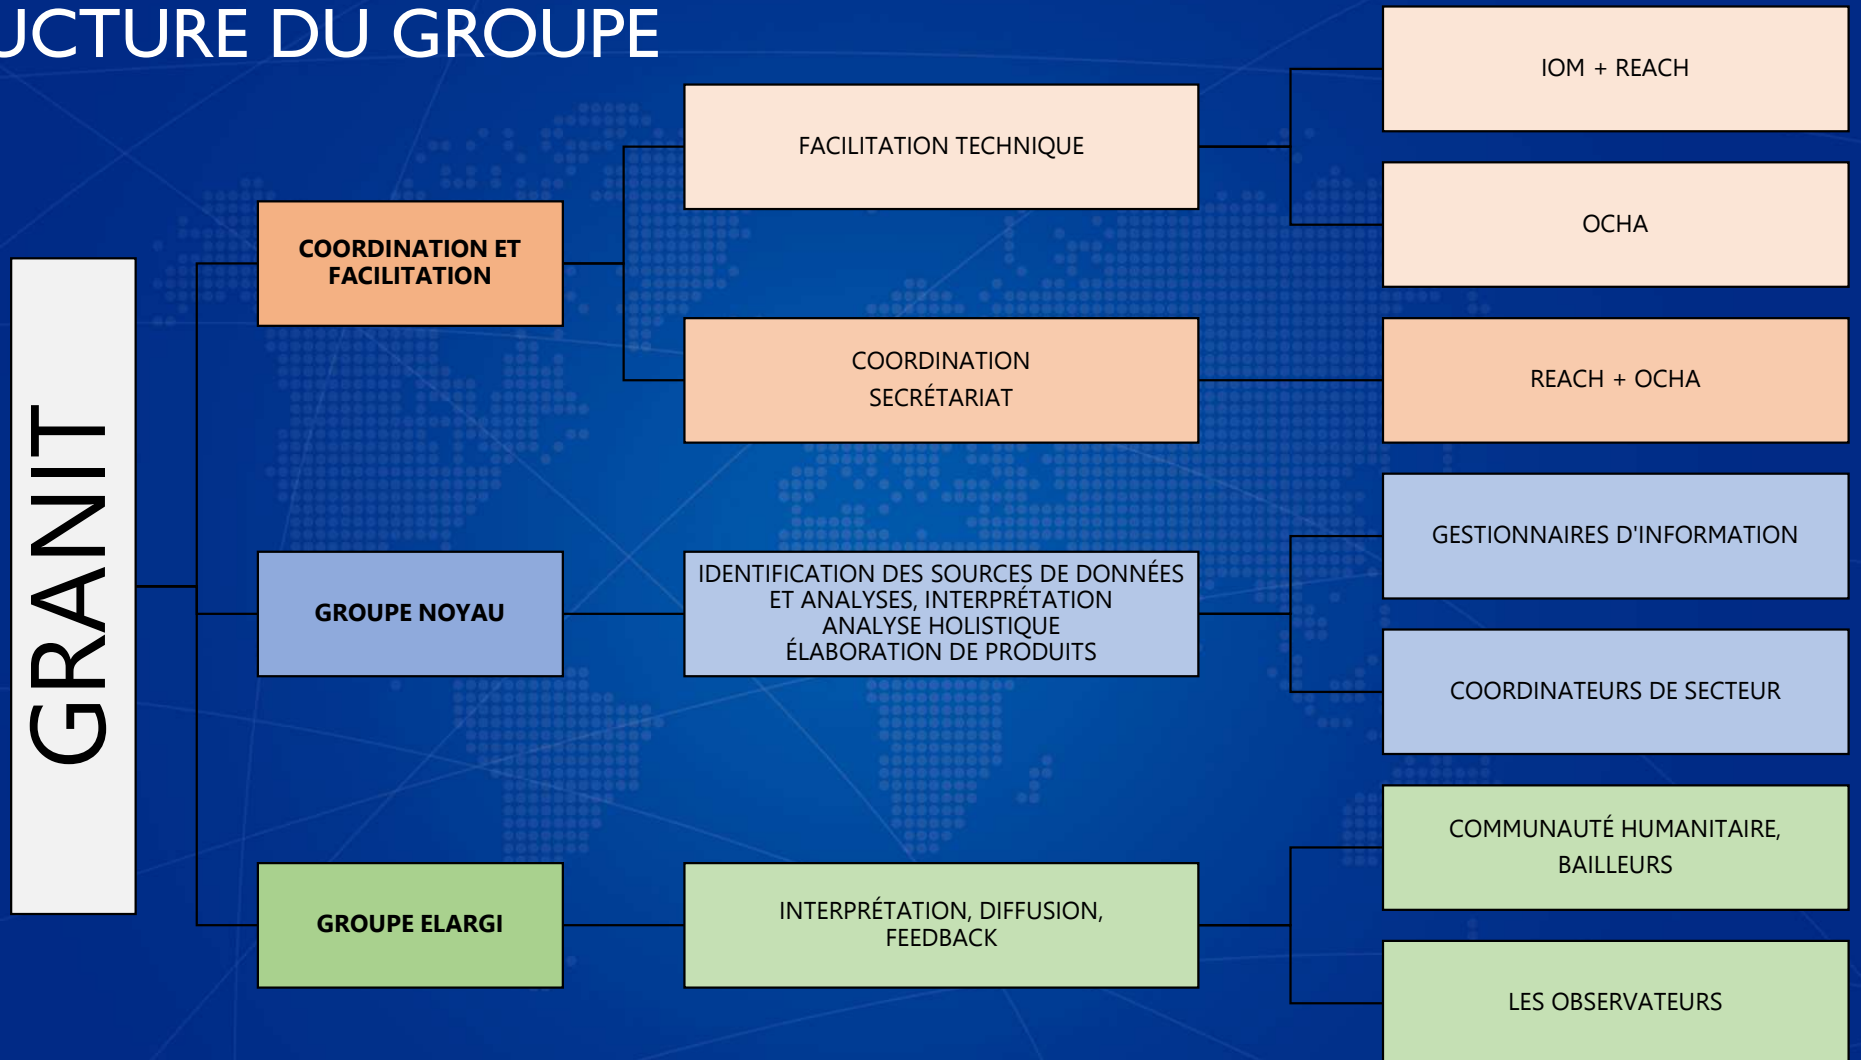 UCTURE DU GROUPE
GRANIT
COORDINATION ET
FACILITATION
FACILITATION TECHNIQUE
IOM + REACH
OCHA
COORDINATION
SECRÉTARIAT
REACH + OCHA
GROUPE NOYAU
IDENTIFICATION DES SOURCES DE DONNÉES
ET ANALYSES, INTERPRÉTATION
ANALYSE HOLISTIQUE
ÉLABORATION DE PRODUITS
GESTIONNAIRES D'INFORMATION
COORDINATEURS DE SECTEUR
GROUPE ELARGI
INTERPRÉTATION, DIFFUSION,
FEEDBACK
COMMUNAUTÉ HUMANITAIRE,
BAILLEURS
LES OBSERVATEURS